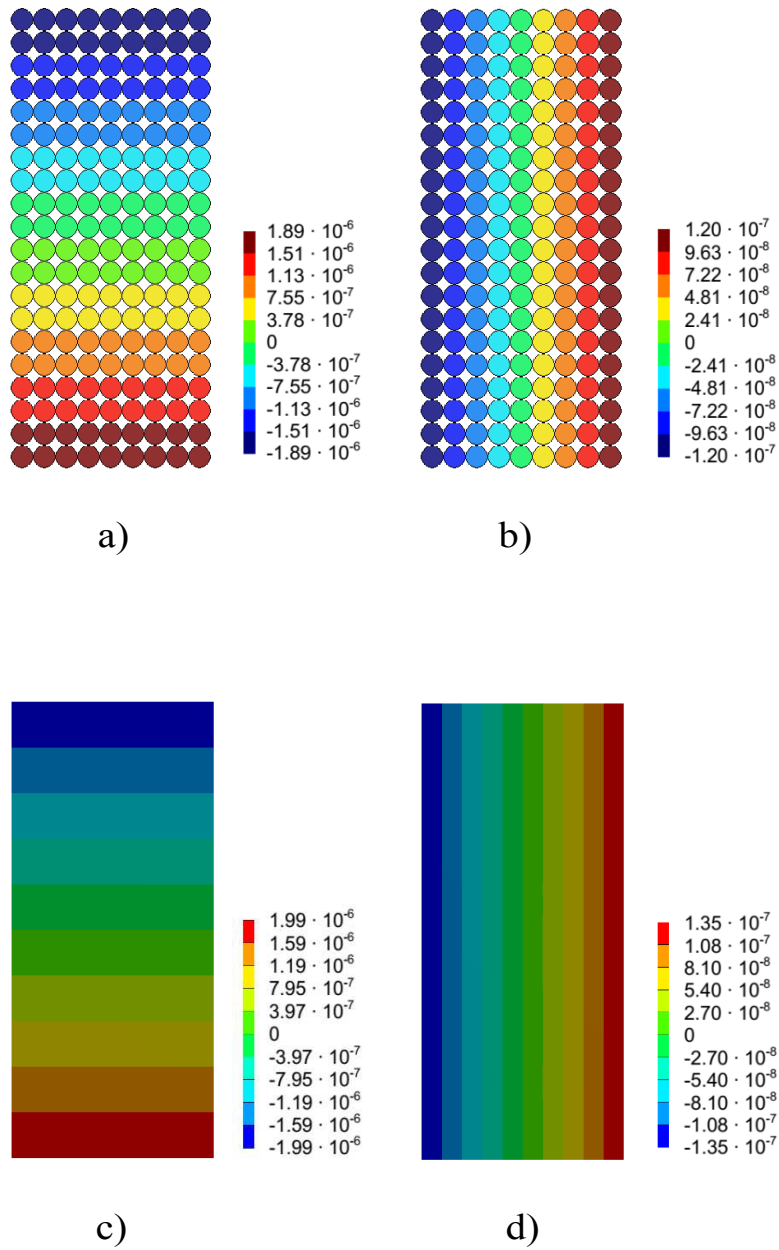 1.89 · 10⁻⁶
1.51 · 10⁻⁶
1.13 · 10⁻⁶
7.55 · 10⁻⁷
3.78 · 10⁻⁷
0
-3.78 · 10⁻⁷
-7.55 · 10⁻⁷
-1.13 · 10⁻⁶
-1.51 · 10⁻⁶
-1.89 · 10⁻⁶
a)
1.20 · 10⁻⁷
9.63 · 10⁻⁸
7.22 · 10⁻⁸
4.81 · 10⁻⁸
2.41 · 10⁻⁸
0
-2.41 · 10⁻⁸
-4.81 · 10⁻⁸
-7.22 · 10⁻⁸
-9.63 · 10⁻⁸
-1.20 · 10⁻⁷
b)
1.99 · 10⁻⁶
1.59 · 10⁻⁶
1.19 · 10⁻⁶
7.95 · 10⁻⁷
3.97 · 10⁻⁷
0
-3.97 · 10⁻⁷
-7.95 · 10⁻⁷
-1.19 · 10⁻⁶
-1.59 · 10⁻⁶
-1.99 · 10⁻⁶
c)
1.35 · 10⁻⁷
1.08 · 10⁻⁷
8.10 · 10⁻⁸
5.40 · 10⁻⁸
2.70 · 10⁻⁸
0
-2.70 · 10⁻⁸
-5.40 · 10⁻⁸
-8.10 · 10⁻⁸
-1.08 · 10⁻⁷
-1.35 · 10⁻⁷
d)